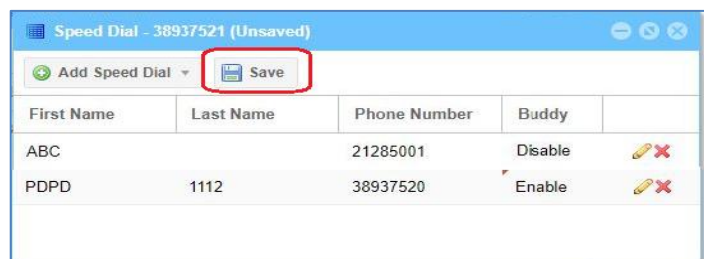 Speed Dial - 38937521 (Unsaved)
Add Speed Dial Save
First Name Last Name Phone Number Buddy
ABC 21285001 Disable
PDPD 1112 38937520 Enable